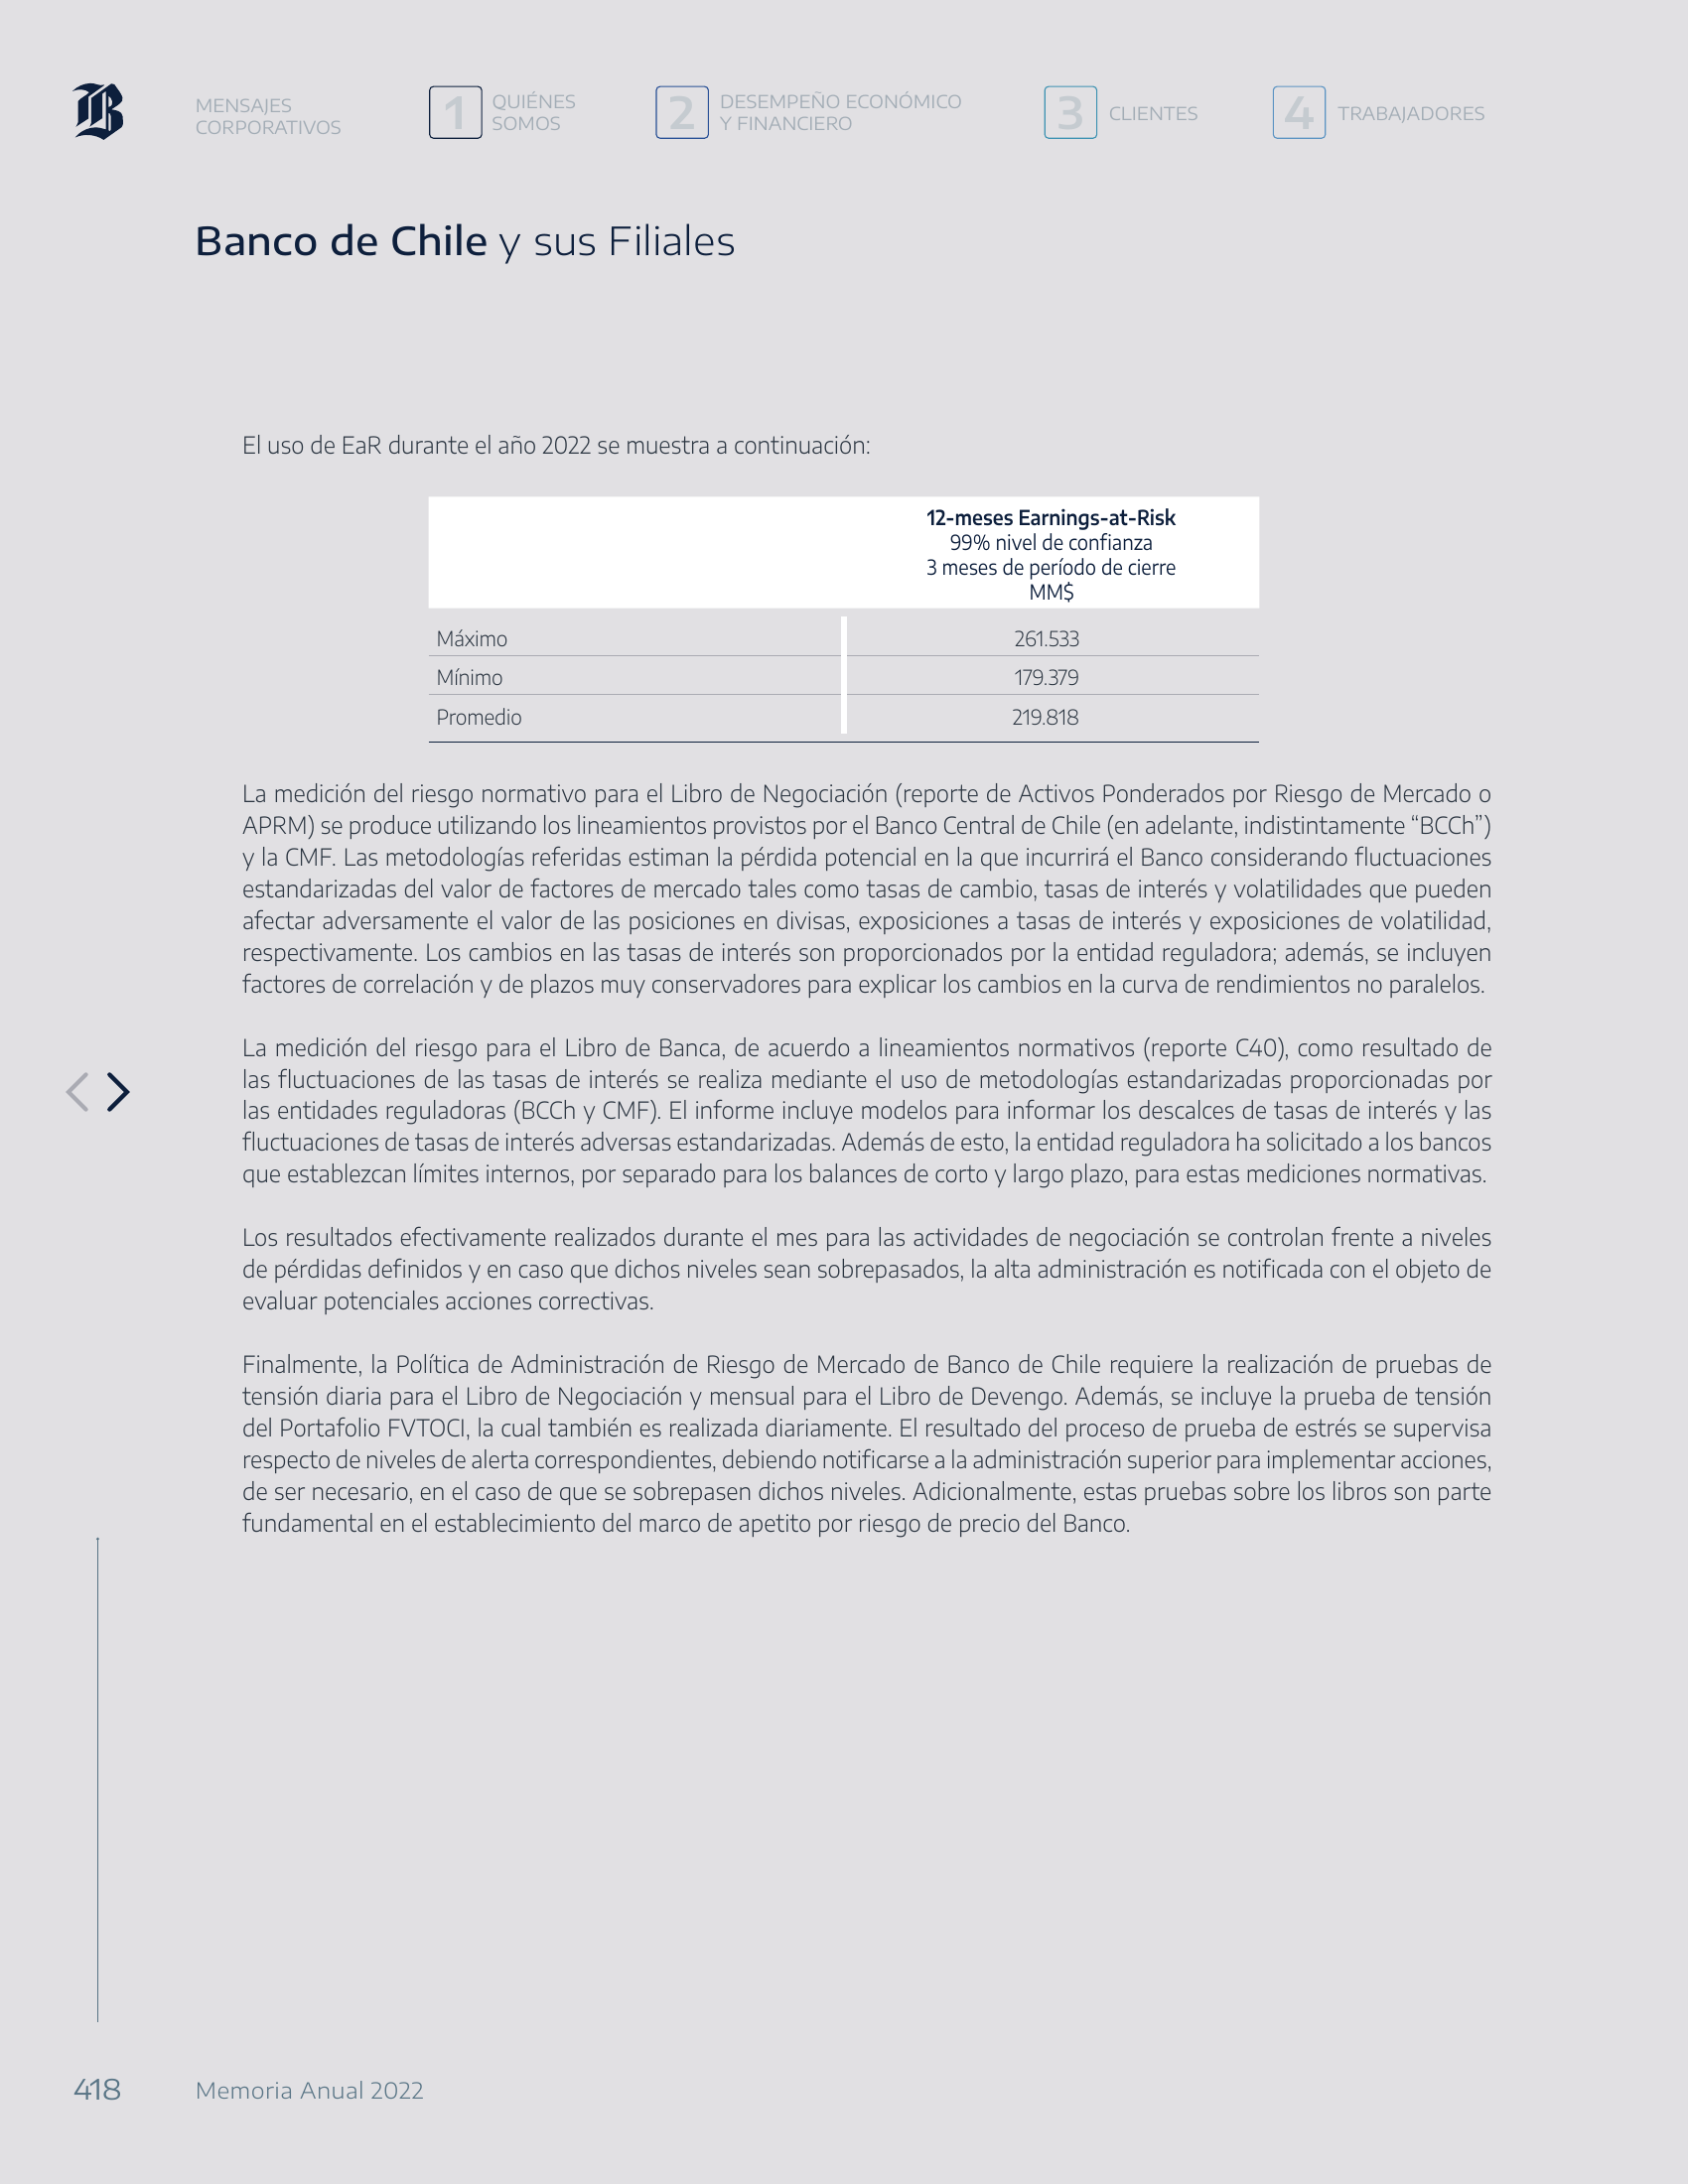 MENSAJES
CORPORATIVOS
1
QUIÉNES
SOMOS
2
DESEMPEÑO ECONÓMICO
Y FINANCIERO
3
CLIENTES
4
TRABAJADORES
Banco de Chile y sus Filiales
El uso de EaR durante el año 2022 se muestra a continuación:
12-meses Earnings-at-Risk
99% nivel de confianza
3 meses de período de cierre
MM$
Máximo 261.533
Mínimo 179.379
Promedio 219.818
La medición del riesgo normativo para el Libro de Negociación (reporte de Activos Ponderados por Riesgo de Mercado o
APRM) se produce utilizando los lineamientos provistos por el Banco Central de Chile (en adelante, indistintamente “BCCh”)
y la CMF. Las metodologías referidas estiman la pérdida potencial en la que incurrirá el Banco considerando fluctuaciones
estandarizadas del valor de factores de mercado tales como tasas de cambio, tasas de interés y volatilidades que pueden
afectar adversamente el valor de las posiciones en divisas, exposiciones a tasas de interés y exposiciones de volatilidad,
respectivamente. Los cambios en las tasas de interés son proporcionados por la entidad reguladora; además, se incluyen
factores de correlación y de plazos muy conservadores para explicar los cambios en la curva de rendimientos no paralelos.
La medición del riesgo para el Libro de Banca, de acuerdo a lineamientos normativos (reporte C40), como resultado de
las fluctuaciones de las tasas de interés se realiza mediante el uso de metodologías estandarizadas proporcionadas por
las entidades reguladoras (BCCh y CMF). El informe incluye modelos para informar los descalces de tasas de interés y las
fluctuaciones de tasas de interés adversas estandarizadas. Además de esto, la entidad reguladora ha solicitado a los bancos
que establezcan límites internos, por separado para los balances de corto y largo plazo, para estas mediciones normativas.
Los resultados efectivamente realizados durante el mes para las actividades de negociación se controlan frente a niveles
de pérdidas definidos y en caso que dichos niveles sean sobrepasados, la alta administración es notificada con el objeto de
evaluar potenciales acciones correctivas.
Finalmente, la Política de Administración de Riesgo de Mercado de Banco de Chile requiere la realización de pruebas de
tensión diaria para el Libro de Negociación y mensual para el Libro de Devengo. Además, se incluye la prueba de tensión
del Portafolio FVTOCI, la cual también es realizada diariamente. El resultado del proceso de prueba de estrés se supervisa
respecto de niveles de alerta correspondientes, debiendo notificarse a la administración superior para implementar acciones,
de ser necesario, en el caso de que se sobrepasen dichos niveles. Adicionalmente, estas pruebas sobre los libros son parte
fundamental en el establecimiento del marco de apetito por riesgo de precio del Banco.
418
Memoria Anual 2022